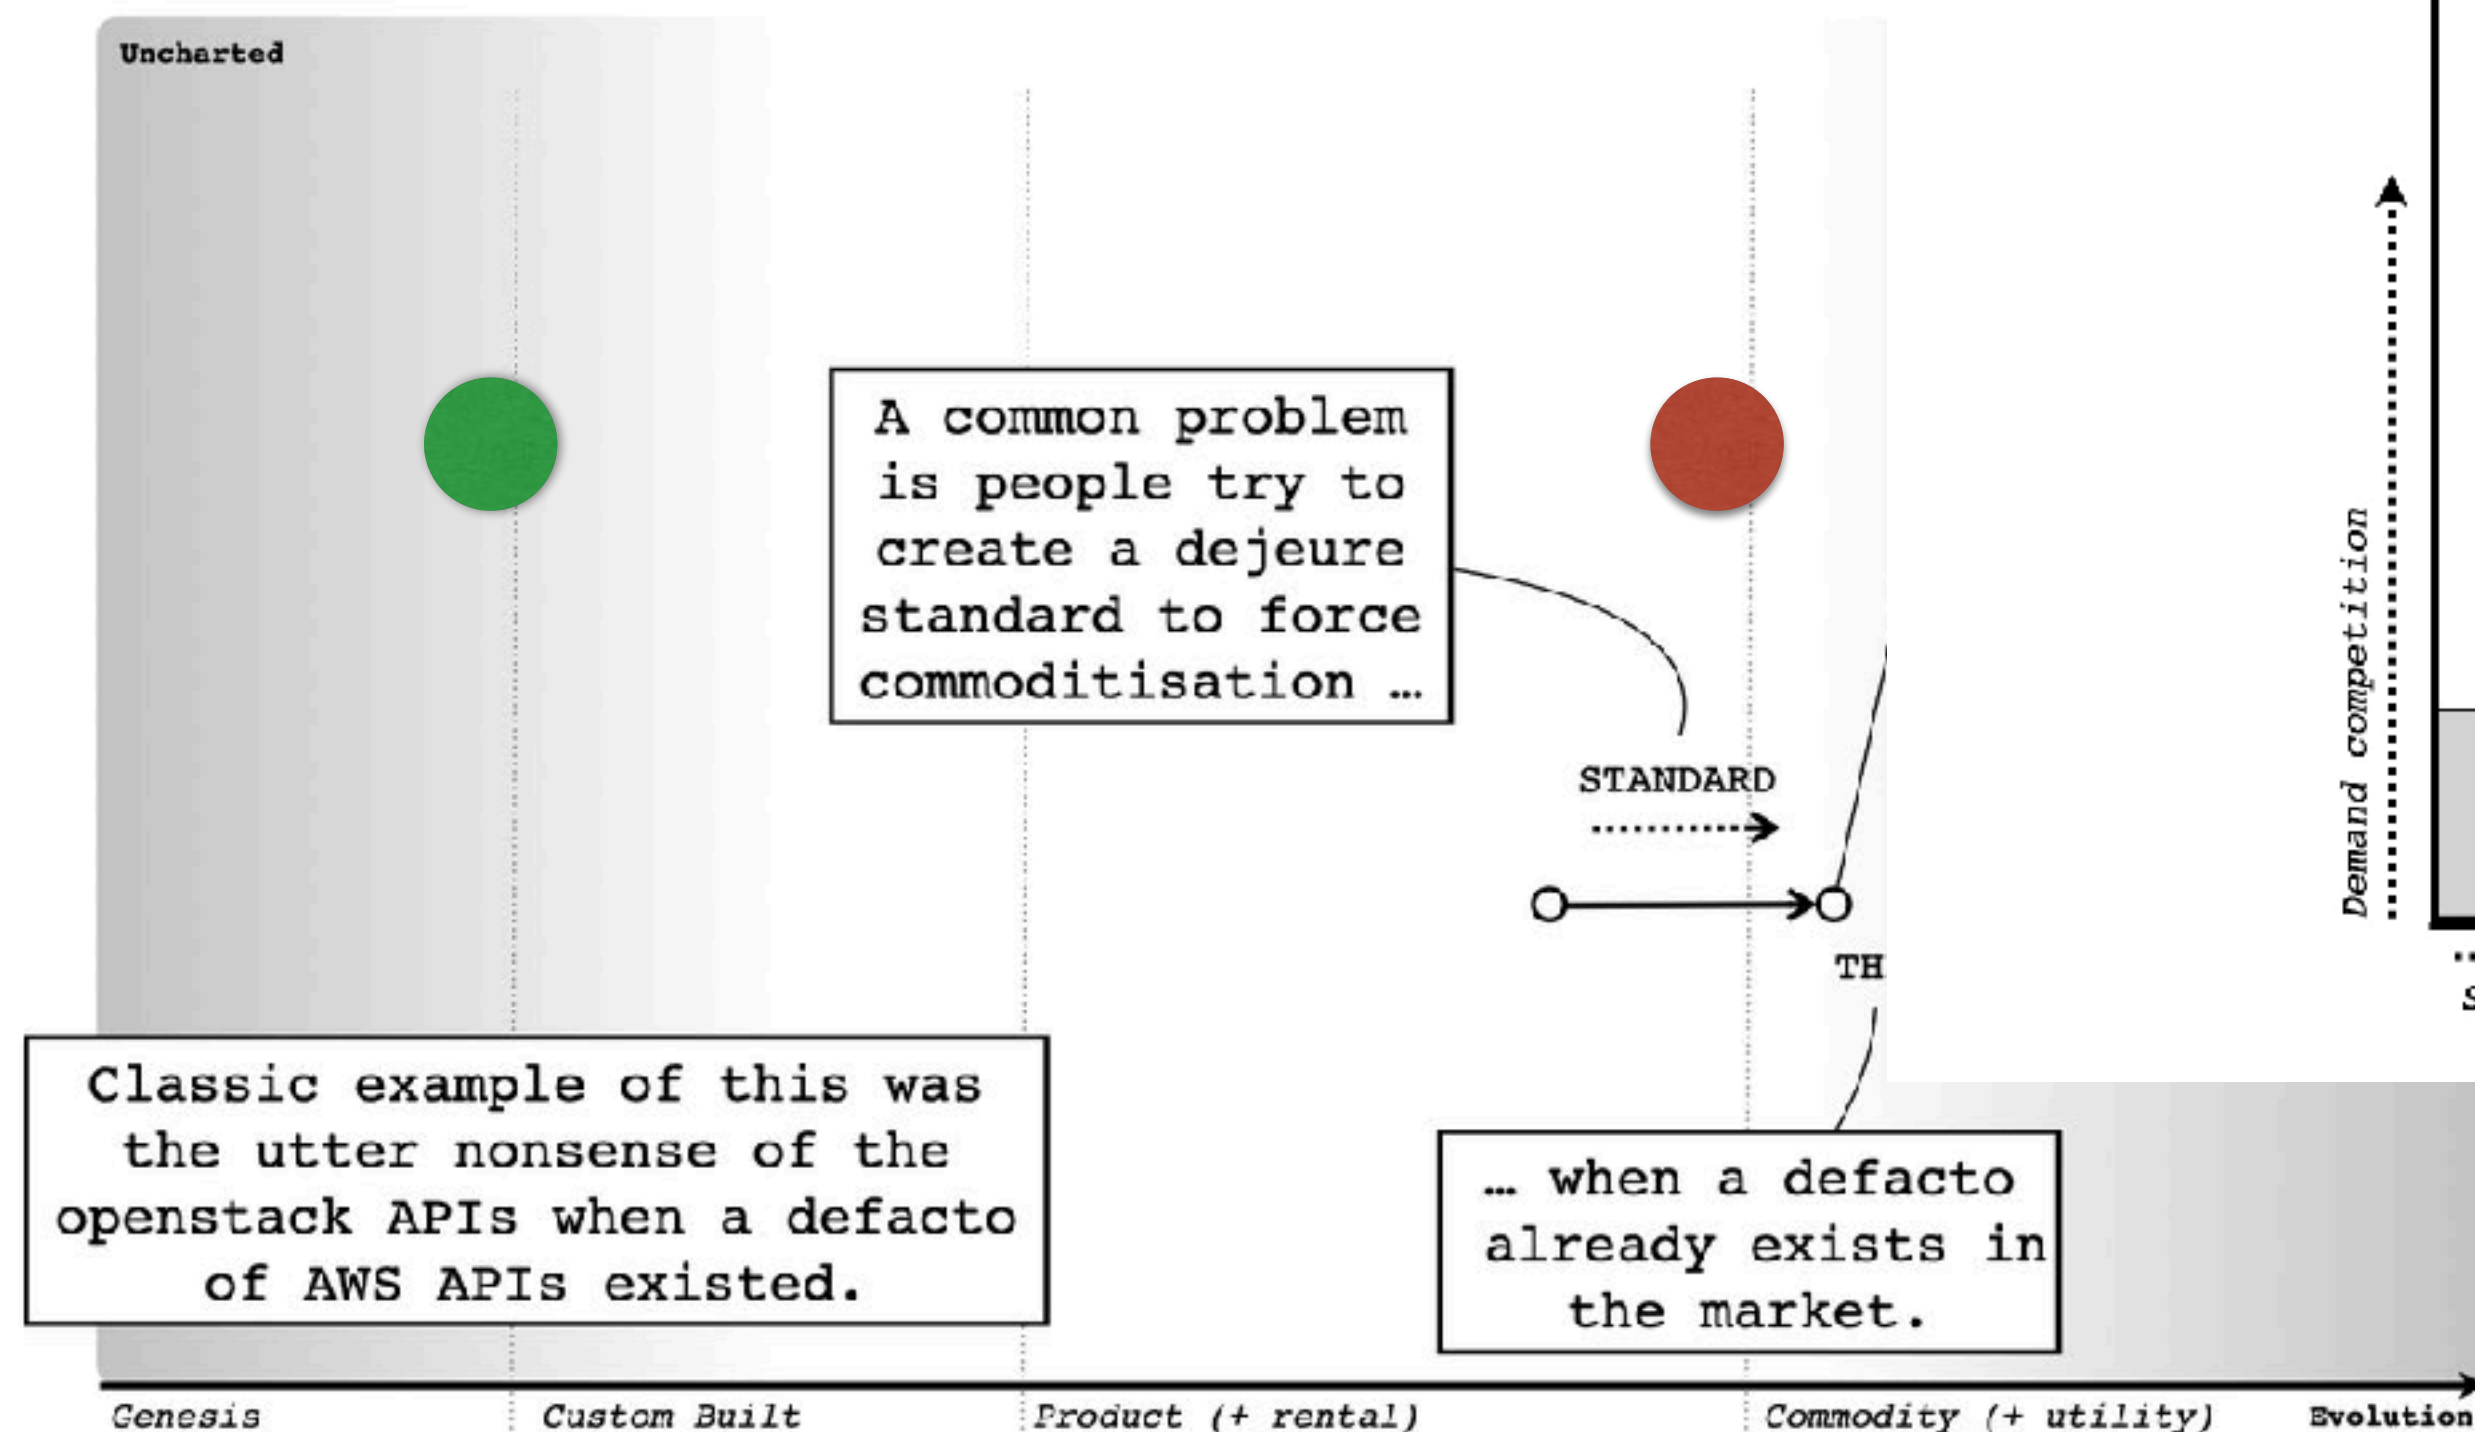 Uncharted
A common problem
is people try to
create a dejeure
standard to force
commoditisation …
STANDARD
TH
Demand competition
Classic example of this was
the utter nonsense of the
openstack APIs when a defacto
of AWS APIs existed.
… when a defacto
already exists in
the market.
Genesis
Custom Built
Product (+ rental)
Commodity (+ utility)
Evolution